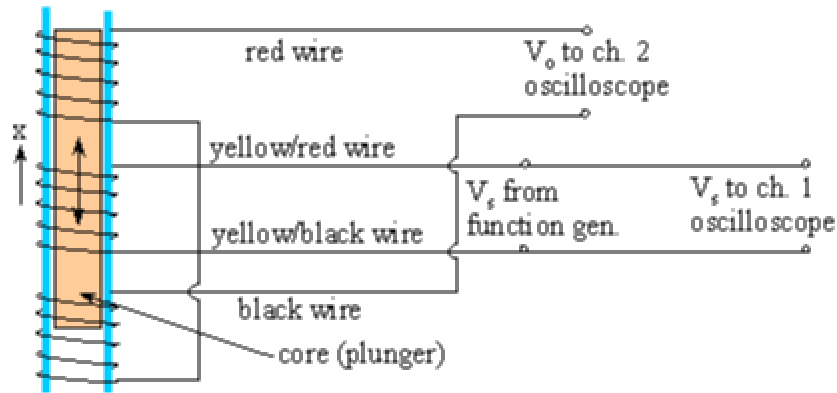 red wire
V_o to ch. 2
oscilloscope
x
yellow/red wire
V_s from
function gen.
V_s to ch. 1
oscilloscope
yellow/black wire
black wire
core (plunger)